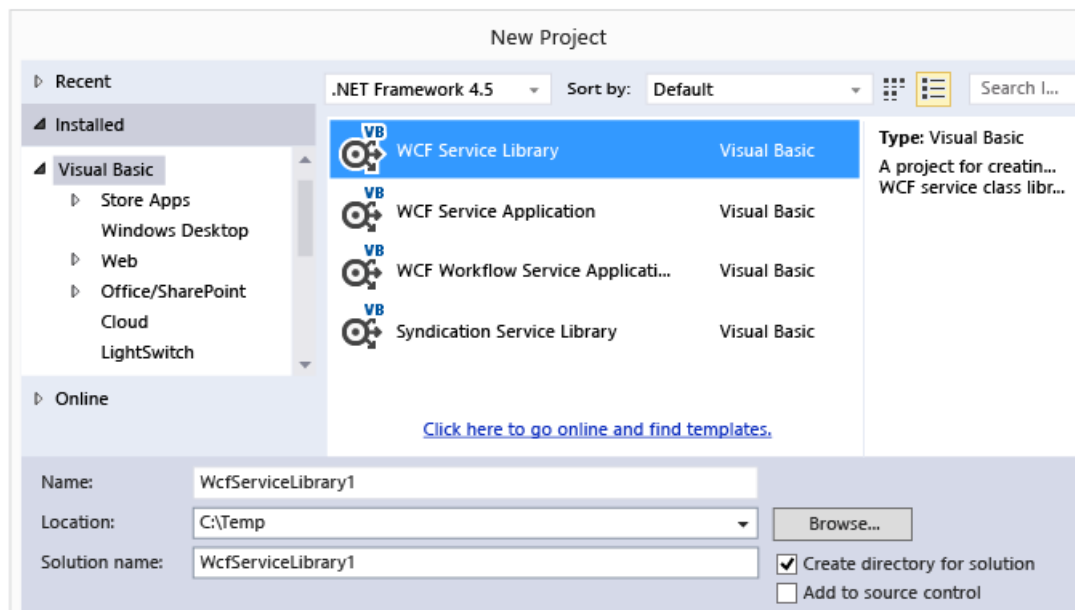 New Project
Recent
.NET Framework 4.5
Sort by:
Default
Search I...
Installed
Visual Basic
Store Apps
Windows Desktop
Web
Office/SharePoint
Cloud
LightSwitch
Online
VB
WCF Service Library Visual Basic
VB
WCF Service Application Visual Basic
VB
WCF Workflow Service Applicati... Visual Basic
VB
Syndication Service Library Visual Basic
Click here to go online and find templates.
Type: Visual Basic
A project for creatin...
WCF service class libr...
Name: WcfServiceLibrary1
Location: C:\Temp Browse...
Solution name: WcfServiceLibrary1
Create directory for solution
Add to source control